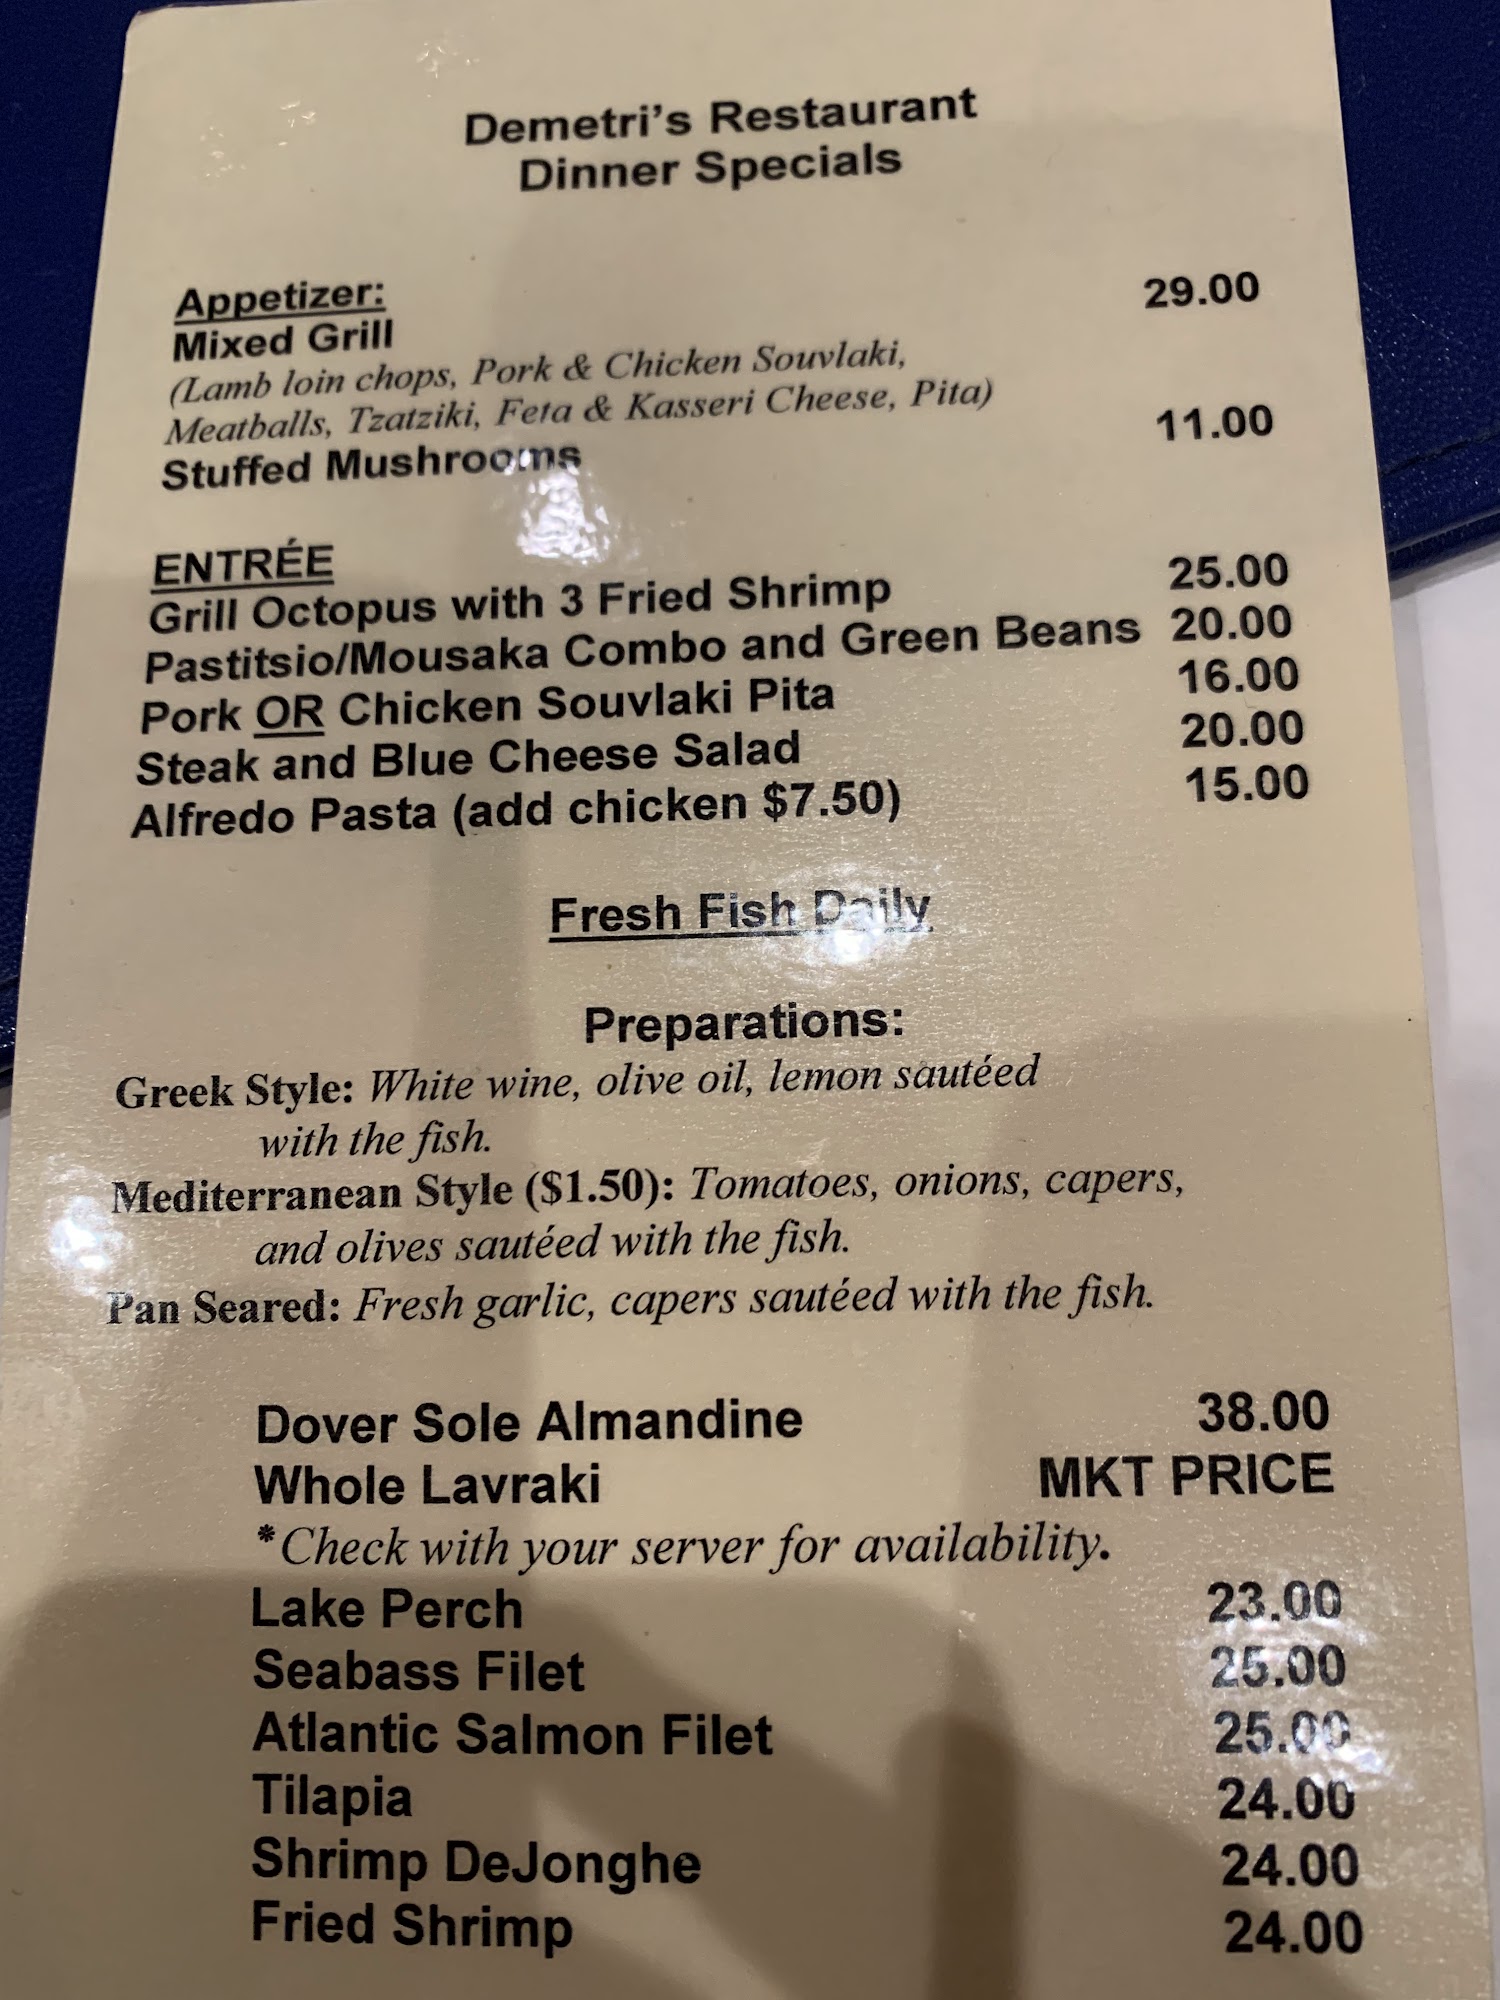 Demetri's Restaurant
Dinner Specials
Appetizer: 29.00
Mixed Grill
(Lamb loin chops, Pork & Chicken Souvlaki,
Meatballs, Tzatziki, Feta & Kasseri Cheese, Pita)
Stuffed Mushrooms 11.00
ENTRÉE
Grill Octopus with 3 Fried Shrimp 25.00
Pastitsio/Mousaka Combo and Green Beans 20.00
Pork OR Chicken Souvlaki Pita 16.00
Steak and Blue Cheese Salad 20.00
Alfredo Pasta (add chicken $7.50) 15.00
Fresh Fish Daily
Preparations:
Greek Style: White wine, olive oil, lemon sautéed
with the fish.
Mediterranean Style ($1.50): Tomatoes, onions, capers,
and olives sautéed with the fish.
Pan Seared: Fresh garlic, capers sautéed with the fish.
Dover Sole Almandine 38.00
Whole Lavraki MKT PRICE
*Check with your server for availability.
Lake Perch 23.00
Seabass Filet 25.00
Atlantic Salmon Filet 25.00
Tilapia 24.00
Shrimp DeJonghe 24.00
Fried Shrimp 24.00